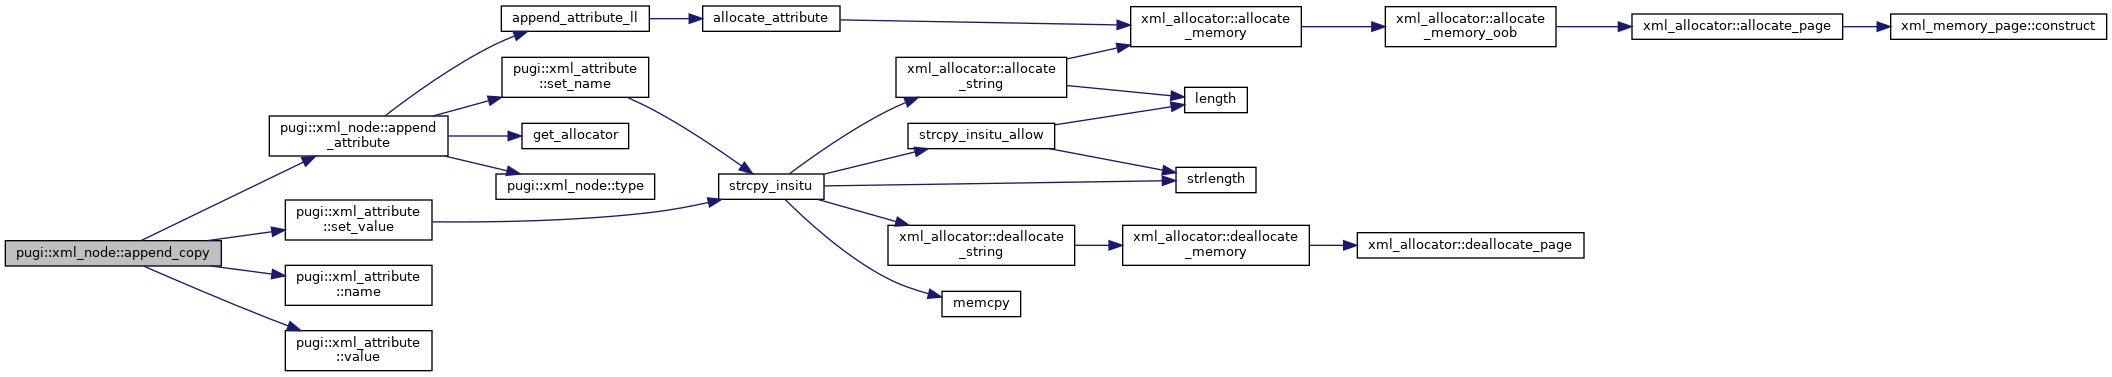 append_attribute_ll
allocate_attribute
xml_allocator::allocate
_memory
xml_allocator::allocate
_memory_oob
xml_allocator::allocate_page
xml_memory_page::construct
pugi::xml_attribute
::set_name
xml_allocator::allocate
_string
length
pugi::xml_node::append
_attribute
get_allocator
strcpy_insitu_allow
pugi::xml_node::type
strcpy_insitu
strlength
pugi::xml_attribute
::set_value
pugi::xml_node::append_copy
xml_allocator::deallocate
_string
xml_allocator::deallocate
_memory
xml_allocator::deallocate_page
pugi::xml_attribute
::name
memcpy
pugi::xml_attribute
::value